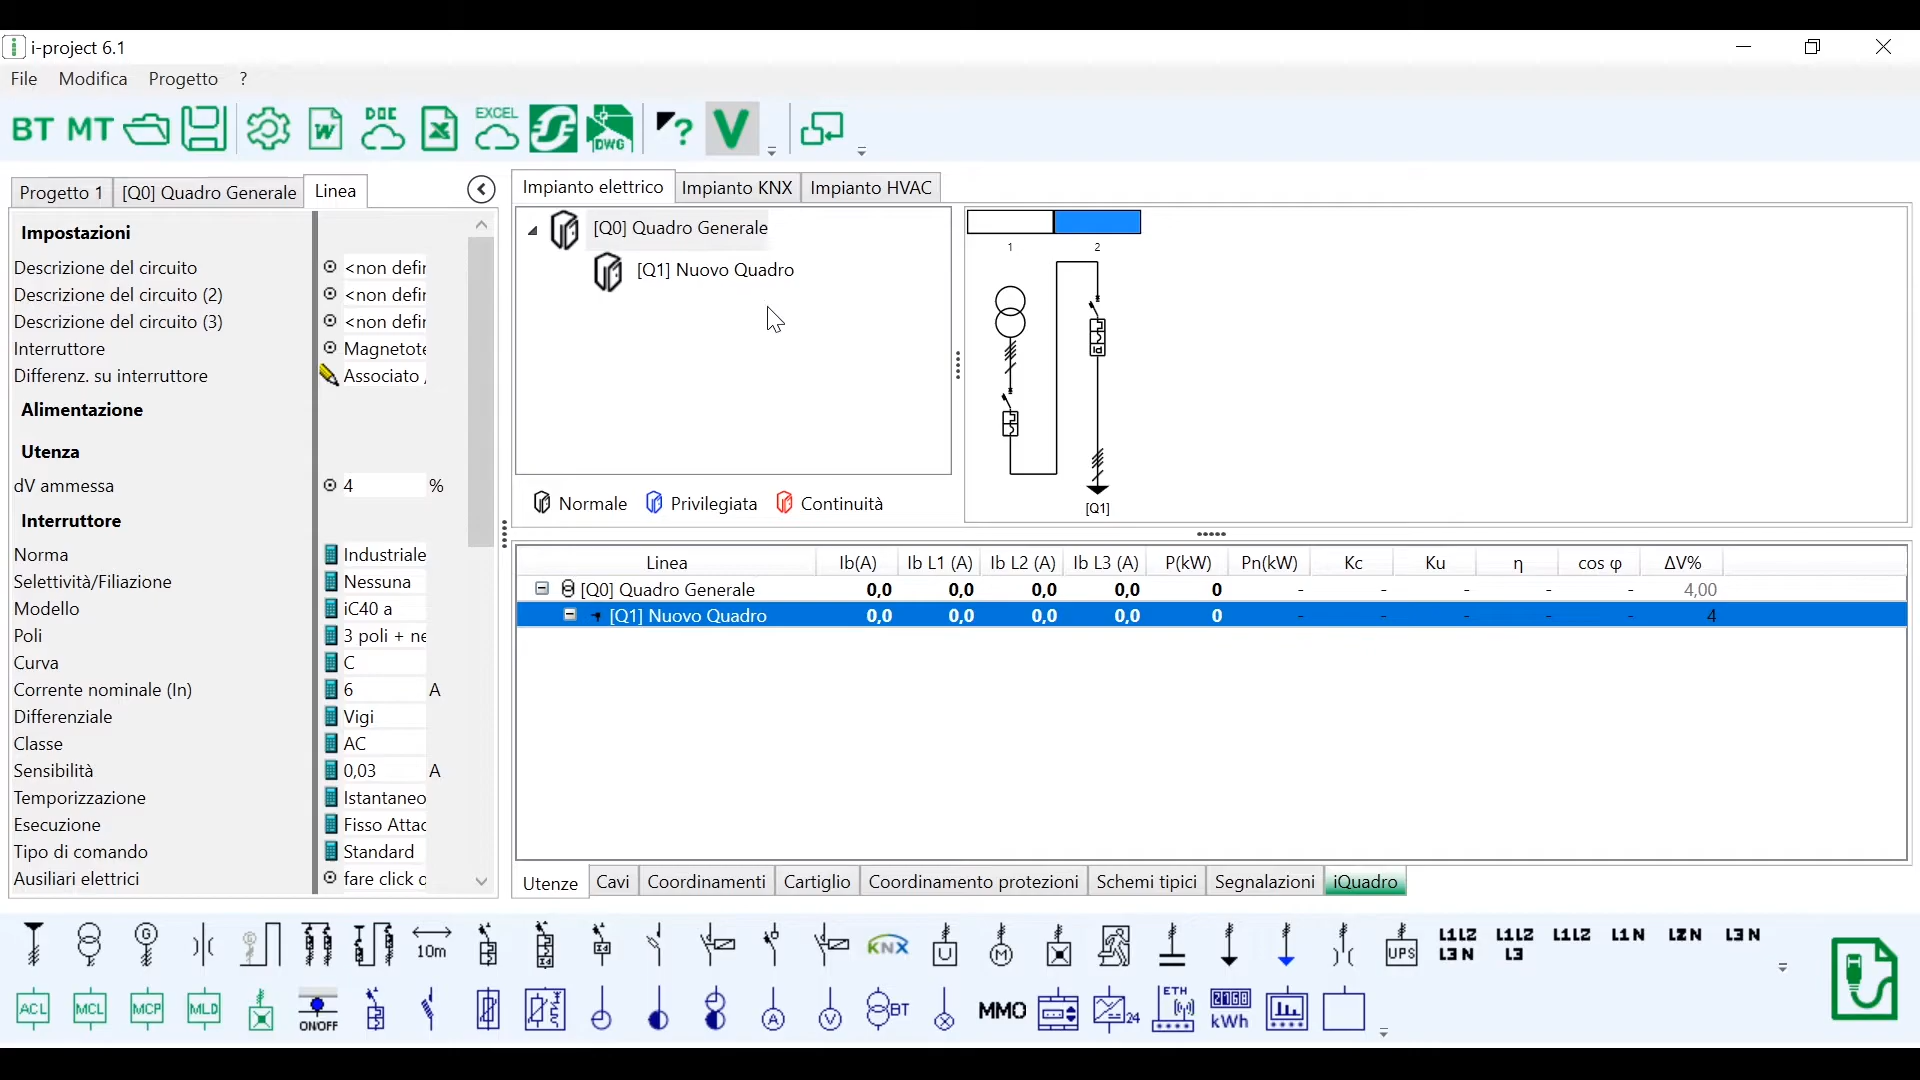 i-project 6.1
File Modifica Progetto ?
BT MT W DOC X EXCEL DWG ? V
Progetto 1 [Q0] Quadro Generale Linea
Impostazioni
Descrizione del circuito <non defir
Descrizione del circuito (2) <non defir
Descrizione del circuito (3) <non defir
Interruttore Magnetote
Differenz. su interruttore Associato
Alimentazione
Utenza
dV ammessa 4 %
Interruttore
Norma Industriale
Selettività/Filiazione Nessuna
Modello iC40 a
Poli 3 poli + ne
Curva C
Corrente nominale (In) 6 A
Differenziale Vigi
Classe AC
Sensibilità 0,03 A
Temporizzazione Istantaneo
Esecuzione Fisso Attac
Tipo di comando Standard
Ausiliari elettrici fare click c
Impianto elettrico Impianto KNX Impianto HVAC
[Q0] Quadro Generale
[Q1] Nuovo Quadro
Normale Privilegiata Continuità
1 2
Id
[Q1]
Linea Ib(A) Ib L1 (A) Ib L2 (A) Ib L3 (A) P(kW) Pn(kW) Kc Ku η cos φ ΔV%
[Q0] Quadro Generale 0,0 0,0 0,0 0,0 0 - - - - - 4,00
[Q1] Nuovo Quadro 0,0 0,0 0,0 0,0 0 - - - - - 4
Utenze Cavi Coordinamenti Cartiglio Coordinamento protezioni Schemi tipici Segnalazioni iQuadro
G 10m KNX U M UPS L1L2 L3 N L1L2 L3 L1L2 L1 N L2 N L3 N
ACL MCL MCP MLD ON/OFF A V BT MMO 24 ETH kWh